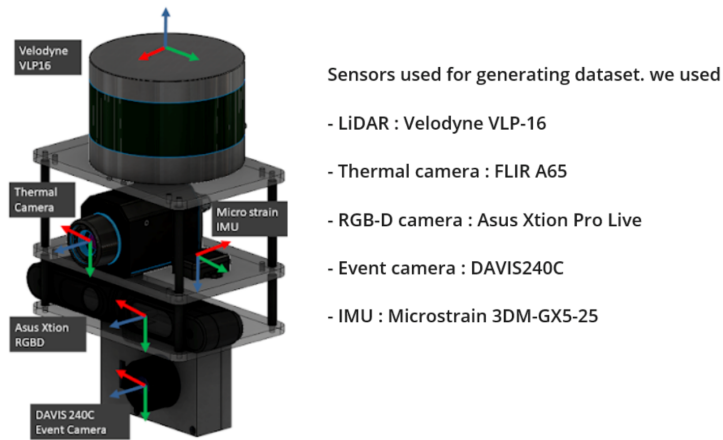 Velodyne
VLP16
Thermal
Camera
Micro strain
IMU
Asus Xtion
RGBD
DAVIS 240C
Event Camera
Sensors used for generating dataset. we used
- LiDAR : Velodyne VLP-16
- Thermal camera : FLIR A65
- RGB-D camera : Asus Xtion Pro Live
- Event camera : DAVIS240C
- IMU : Microstrain 3DM-GX5-25